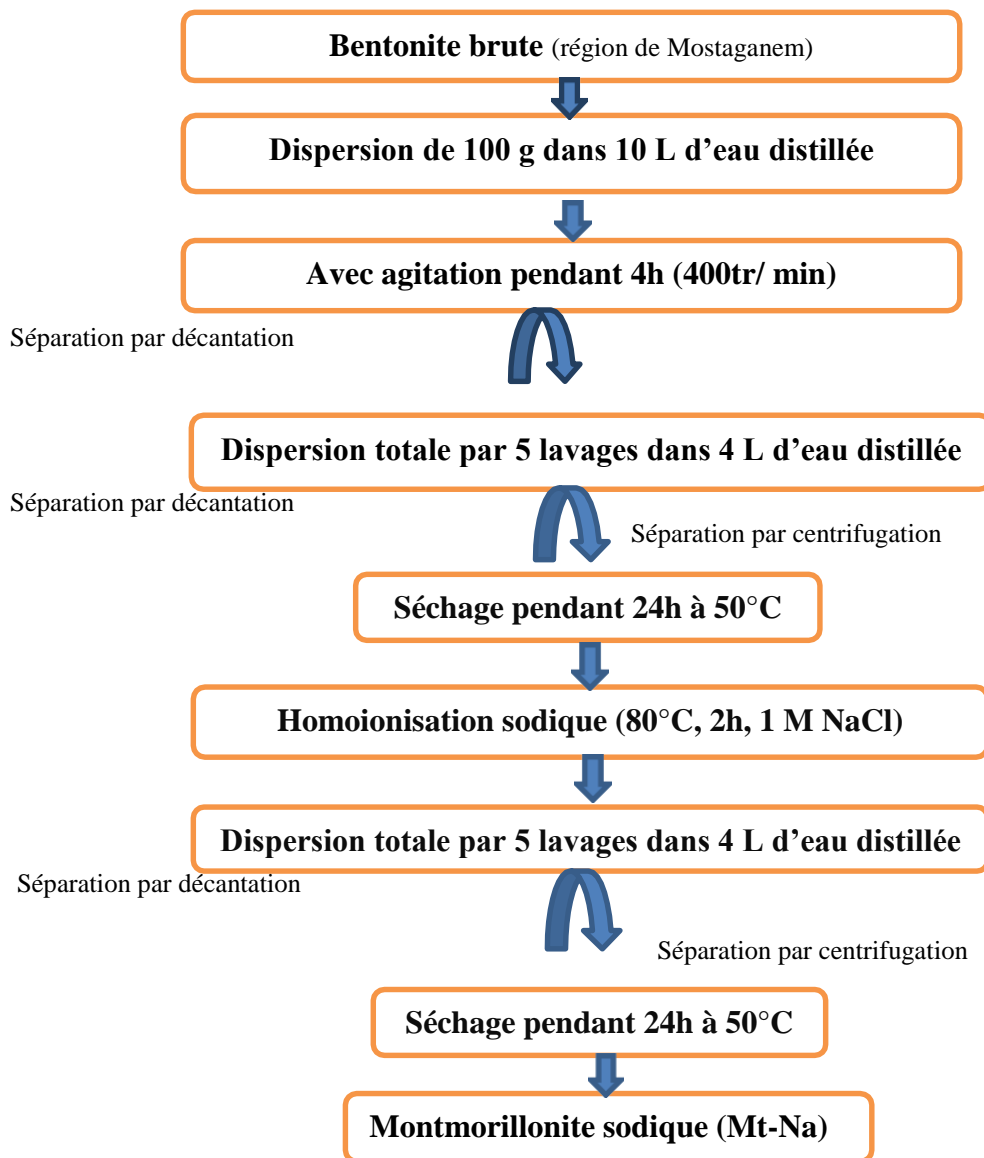 Bentonite brute (région de Mostaganem)
Dispersion de 100 g dans 10 L d'eau distillée
Avec agitation pendant 4h (400tr/ min)
Séparation par décantation
Dispersion totale par 5 lavages dans 4 L d'eau distillée
Séparation par décantation
Séparation par centrifugation
Séchage pendant 24h à 50°C
Homoionisation sodique (80°C, 2h, 1 M NaCl)
Dispersion totale par 5 lavages dans 4 L d'eau distillée
Séparation par décantation
Séparation par centrifugation
Séchage pendant 24h à 50°C
Montmorillonite sodique (Mt-Na)